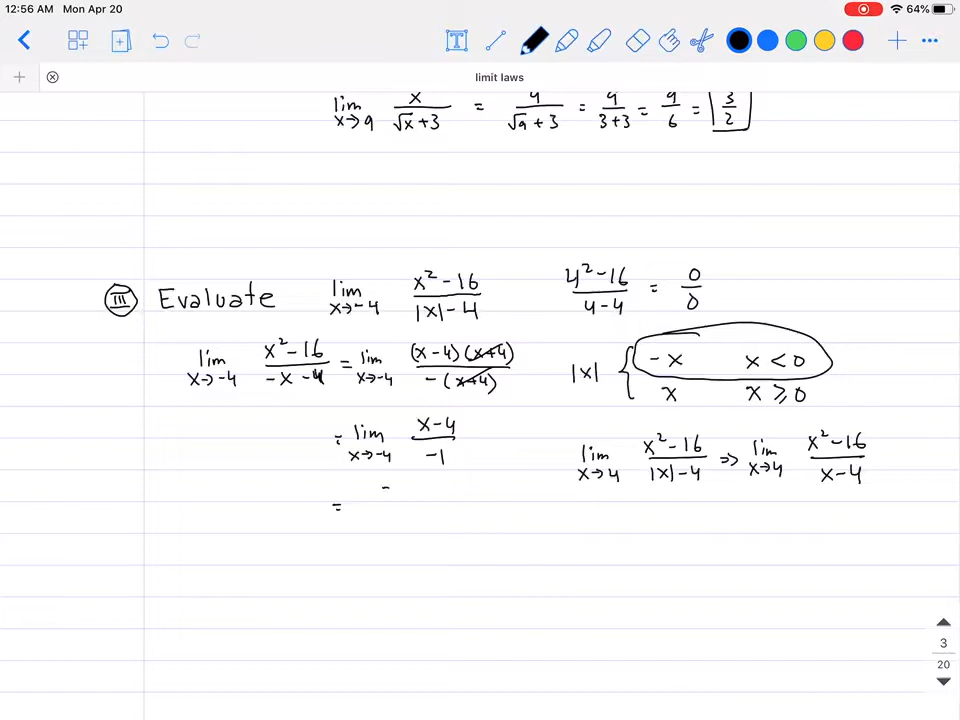 12:56 AM Mon Apr 20
64%
T
limit laws
lim x→9 x/(√x+3) = 9/(√9+3) = 9/(3+3) = 9/6 = 3/2
III Evaluate lim x→-4 (x²-16)/(|x|-4) (4²-16)/(4-4) = 0/0
lim x→-4 (x²-16)/(-x-4) = lim x→-4 (x-4)(x+4)/-(x+4)
|x| { -x x<0
x x≥0
= lim x→-4 (x-4)/-1
lim x→4 (x²-16)/(|x|-4) ⇒ lim x→4 (x²-16)/(x-4)
= -
3
20